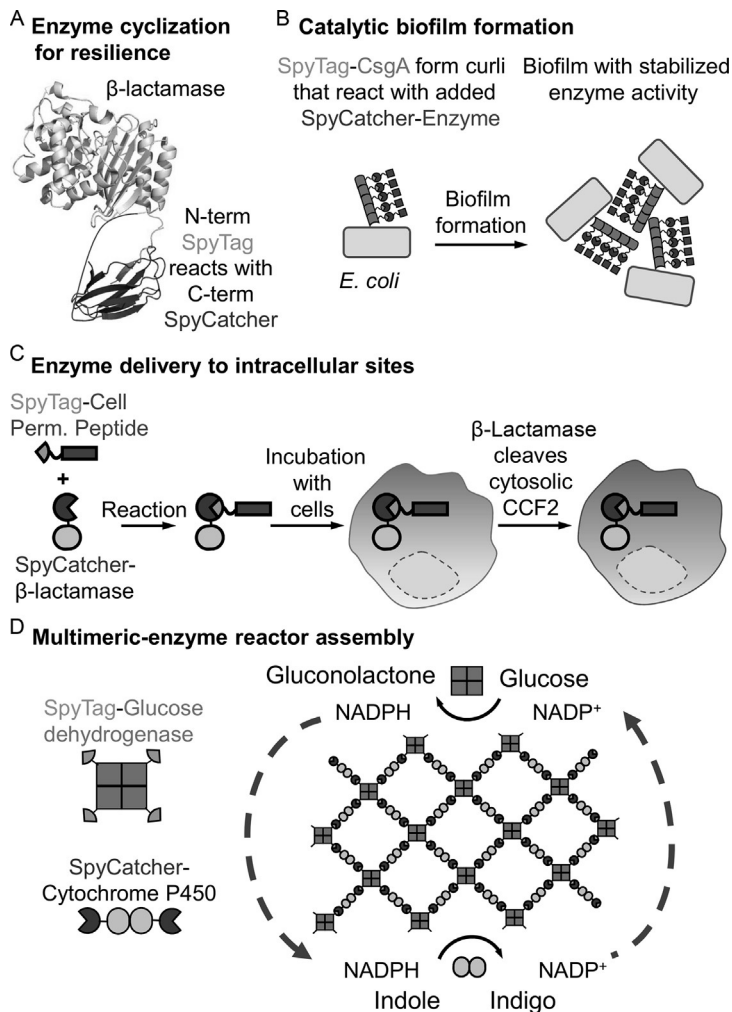 A Enzyme cyclization
for resilience
β-lactamase
N-term
SpyTag
reacts with
C-term
SpyCatcher
B Catalytic biofilm formation
SpyTag-CsgA form curli
that react with added
SpyCatcher-Enzyme
Biofilm with stabilized
enzyme activity
Biofilm
formation
E. coli
C Enzyme delivery to intracellular sites
SpyTag-Cell
Perm. Peptide
+
SpyCatcher-
β-lactamase
Reaction
Incubation
with
cells
β-Lactamase
cleaves
cytosolic
CCF2
D Multimeric-enzyme reactor assembly
SpyTag-Glucose
dehydrogenase
SpyCatcher-
Cytochrome P450
Gluconolactone
Glucose
NADPH
NADP⁺
NADPH
NADP⁺
Indole
Indigo